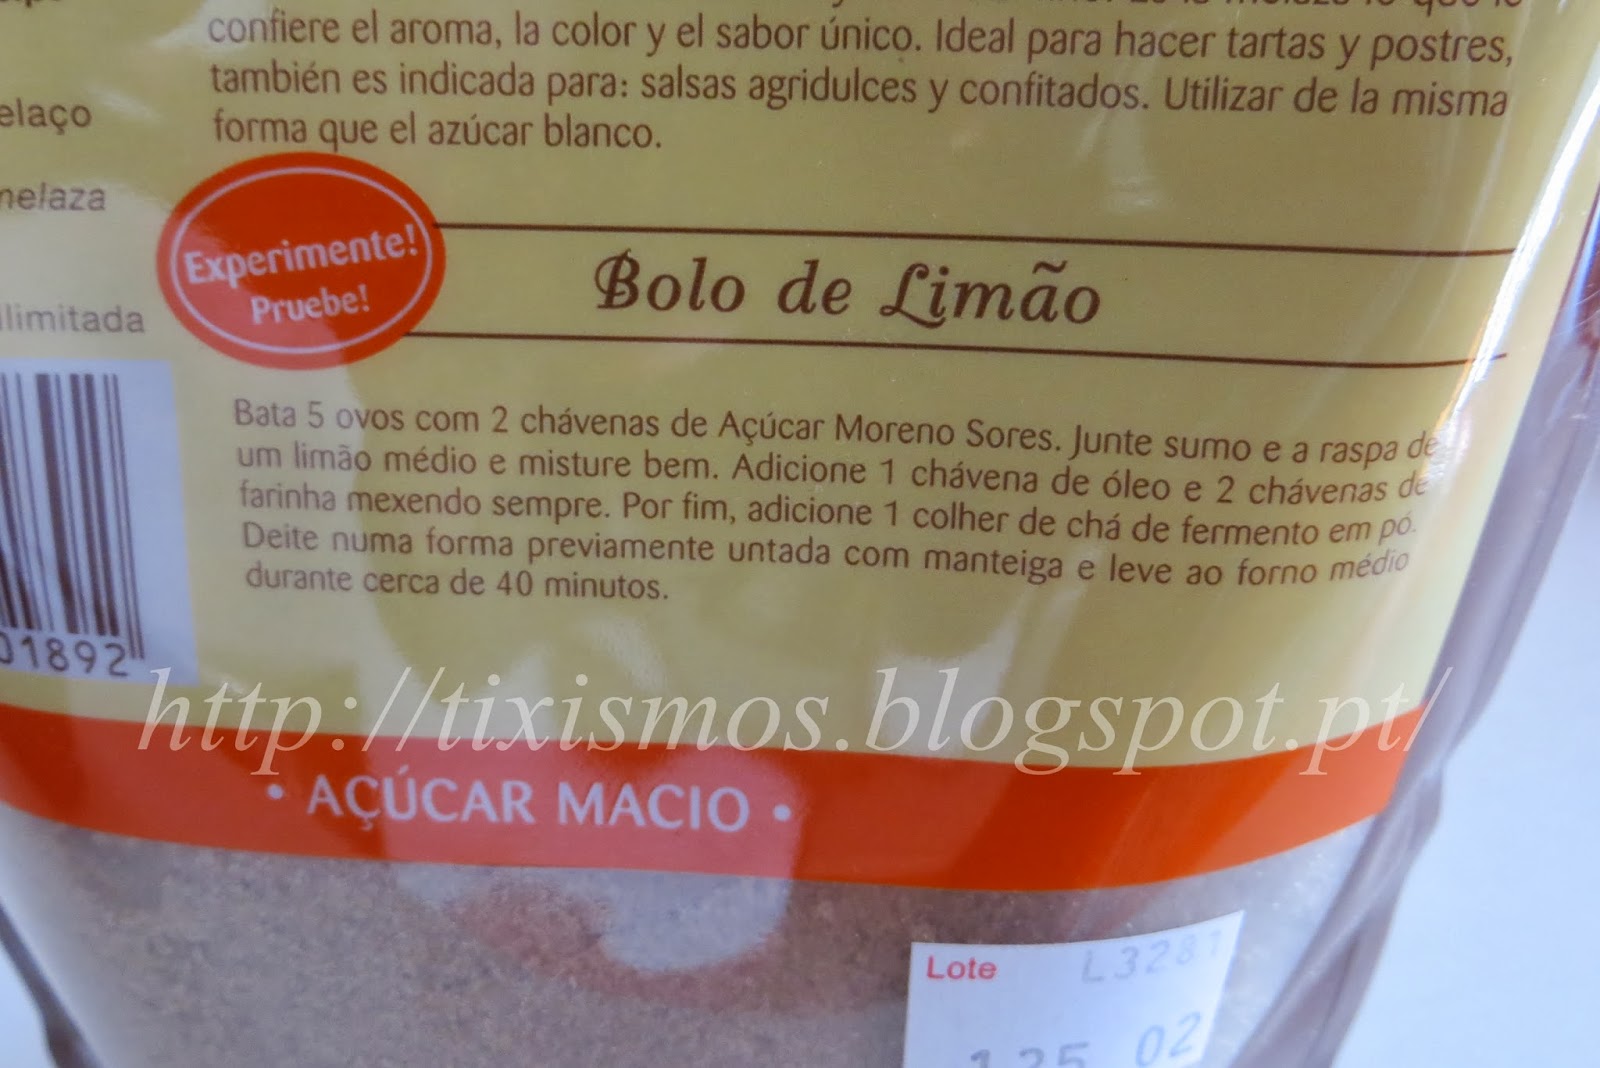 confiere el aroma, la color y el sabor único. Ideal para hacer tartas y postres,
también es indicada para: salsas agridulces y confitados. Utilizar de la misma
forma que el azúcar blanco.
elaço
melaza
ilimitada
Experimente!
Pruebe!
Bolo de Limão
Bata 5 ovos com 2 chávenas de Açúcar Moreno Sores. Junte sumo e a raspa de
um limão médio e misture bem. Adicione 1 chávena de óleo e 2 chávenas de
farinha mexendo sempre. Por fim, adicione 1 colher de chá de fermento em pó.
Deite numa forma previamente untada com manteiga e leve ao forno médio
durante cerca de 40 minutos.
01892
http://tixismos.blogspot.pt/
• AÇÚCAR MACIO •
Lote L3281
125 02